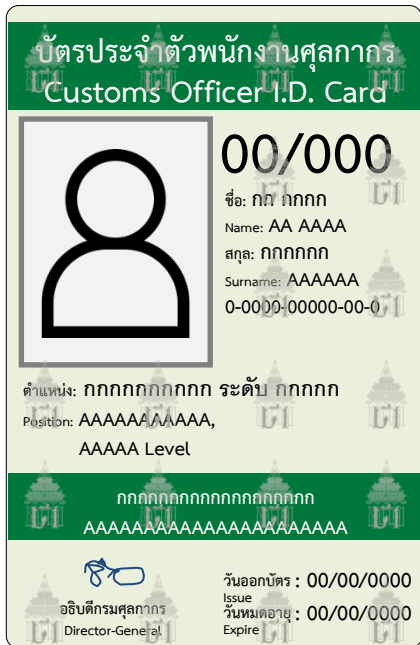 บัตรประจำตัวพนักงานศุลกากร
Customs Officer I.D. Card
00/000
ชื่อ: กก กกกก
Name: AA AAAA
สกุล: กกกกกก
Surname: AAAAAA
0-0000-00000-00-0
ตำแหน่ง: กกกกกกกกกก ระดับ กกกกก
Position: AAAAAAAAAAA,
AAAAA Level
กกกกกกกกกกกกกกกกกกก
AAAAAAAAAAAAAAAAAAAAAA
อธิบดีกรมศุลกากร
Director-General
วันออกบัตร : 00/00/0000
Issue
วันหมดอายุ : 00/00/0000
Expire